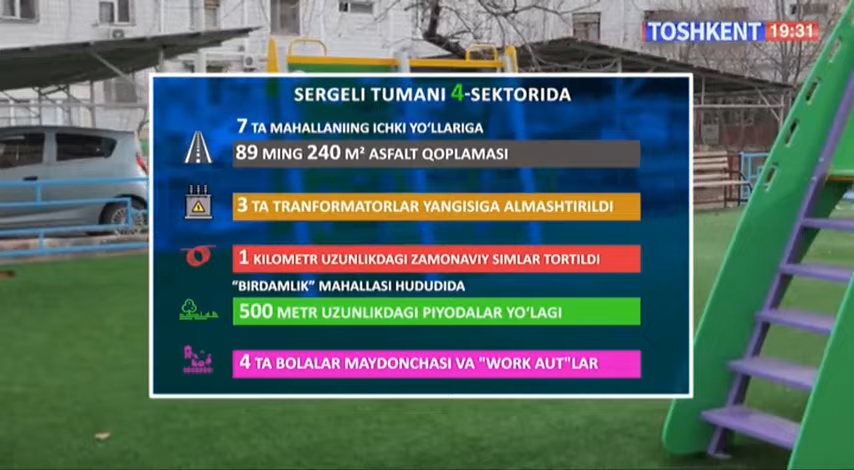 TOSHKENT 19:31
SERGELI TUMANI 4-SEKTORIDA
7 TA MAHALLANIING ICHKI YO'LLARIGA
89 MING 240 M² ASFALT QOPLAMASI
3 TA TRANFORMATORLAR YANGISIGA ALMASHTIRILDI
1 KILOMETR UZUNLIKDAGI ZAMONAVIY SIMLAR TORTILDI
“BIRDAMLIK” MAHALLASI HUDUDIDA
500 METR UZUNLIKDAGI PIYODALAR YO'LAGI
4 TA BOLALAR MAYDONCHASI VA "WORK AUT"LAR